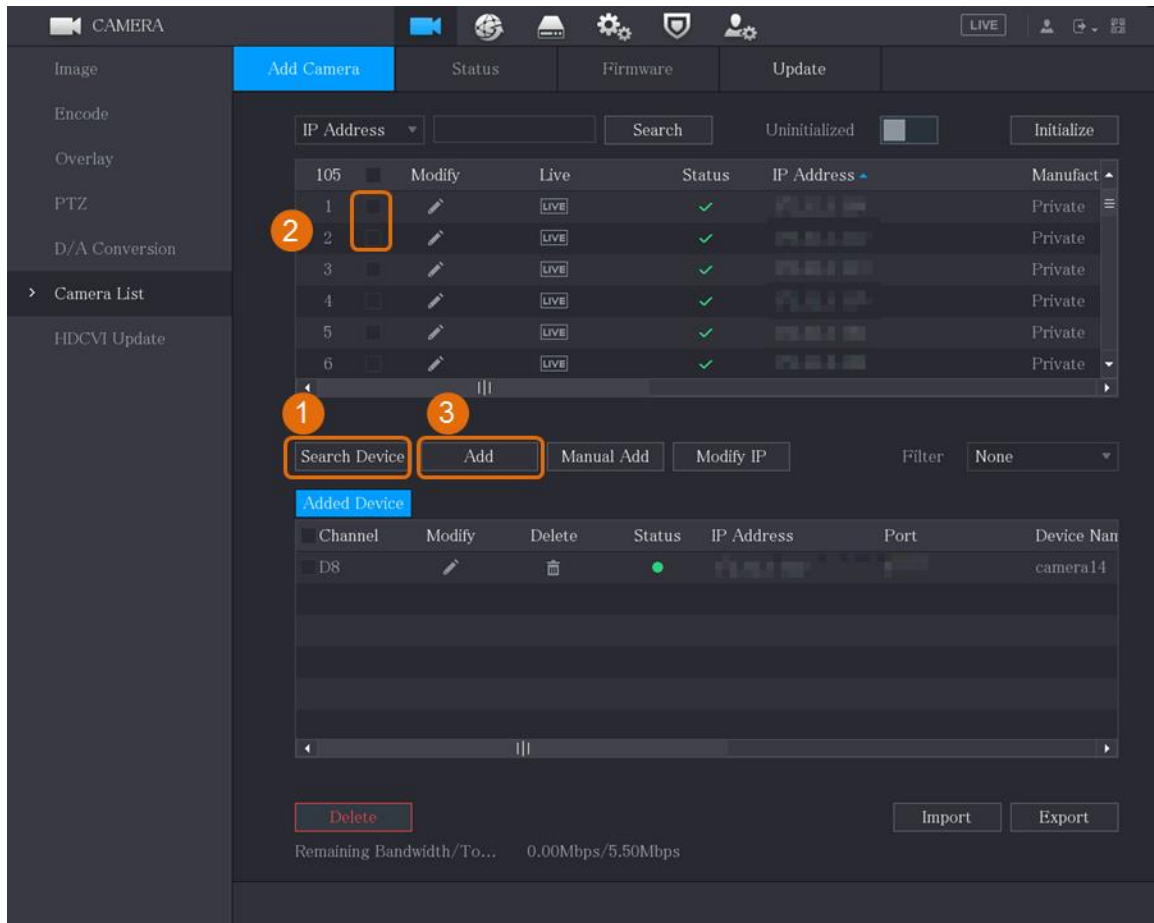 CAMERA LIVE
Image
Encode
Overlay
PTZ
D/A Conversion
Camera List
HDCVI Update
Add Camera Status Firmware Update
IP Address Search Uninitialized Initialize
105 Modify Live Status IP Address Manufact
1 LIVE Private
2
2 LIVE Private
3 LIVE Private
4 LIVE Private
5 LIVE Private
6 LIVE Private
1 3
Search Device Add Manual Add Modify IP Filter None
Added Device
Channel Modify Delete Status IP Address Port Device Nam
D8 camera14
Delete Import Export
Remaining Bandwidth/To... 0.00Mbps/5.50Mbps